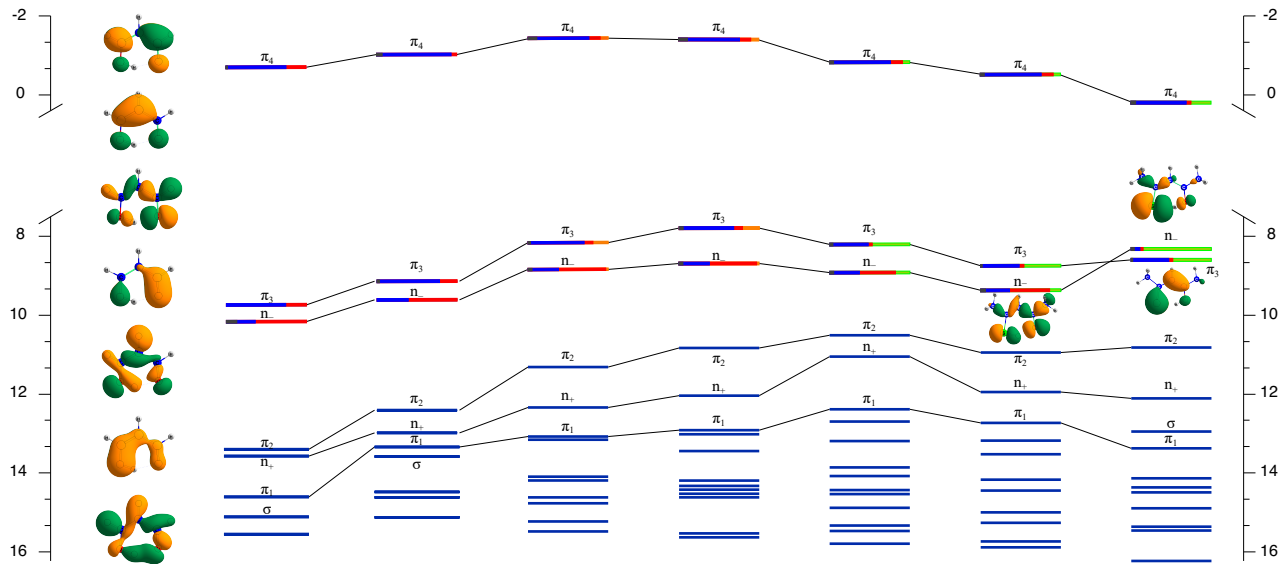 -2 -2
π4 π4 π4 π4 π4 π4 π4
0 0
8 8
π3 π3 π3 π3 π3 n– π3
n– n– n– n– n– n–
10 10
π2 π2 π2 π2 π2 π2 π2
n+ n+ n+ n+ n+ n+ n+
12 12
π1 π1 π1 π1 π1 π1 π1
σ σ σ
14 14
16 16